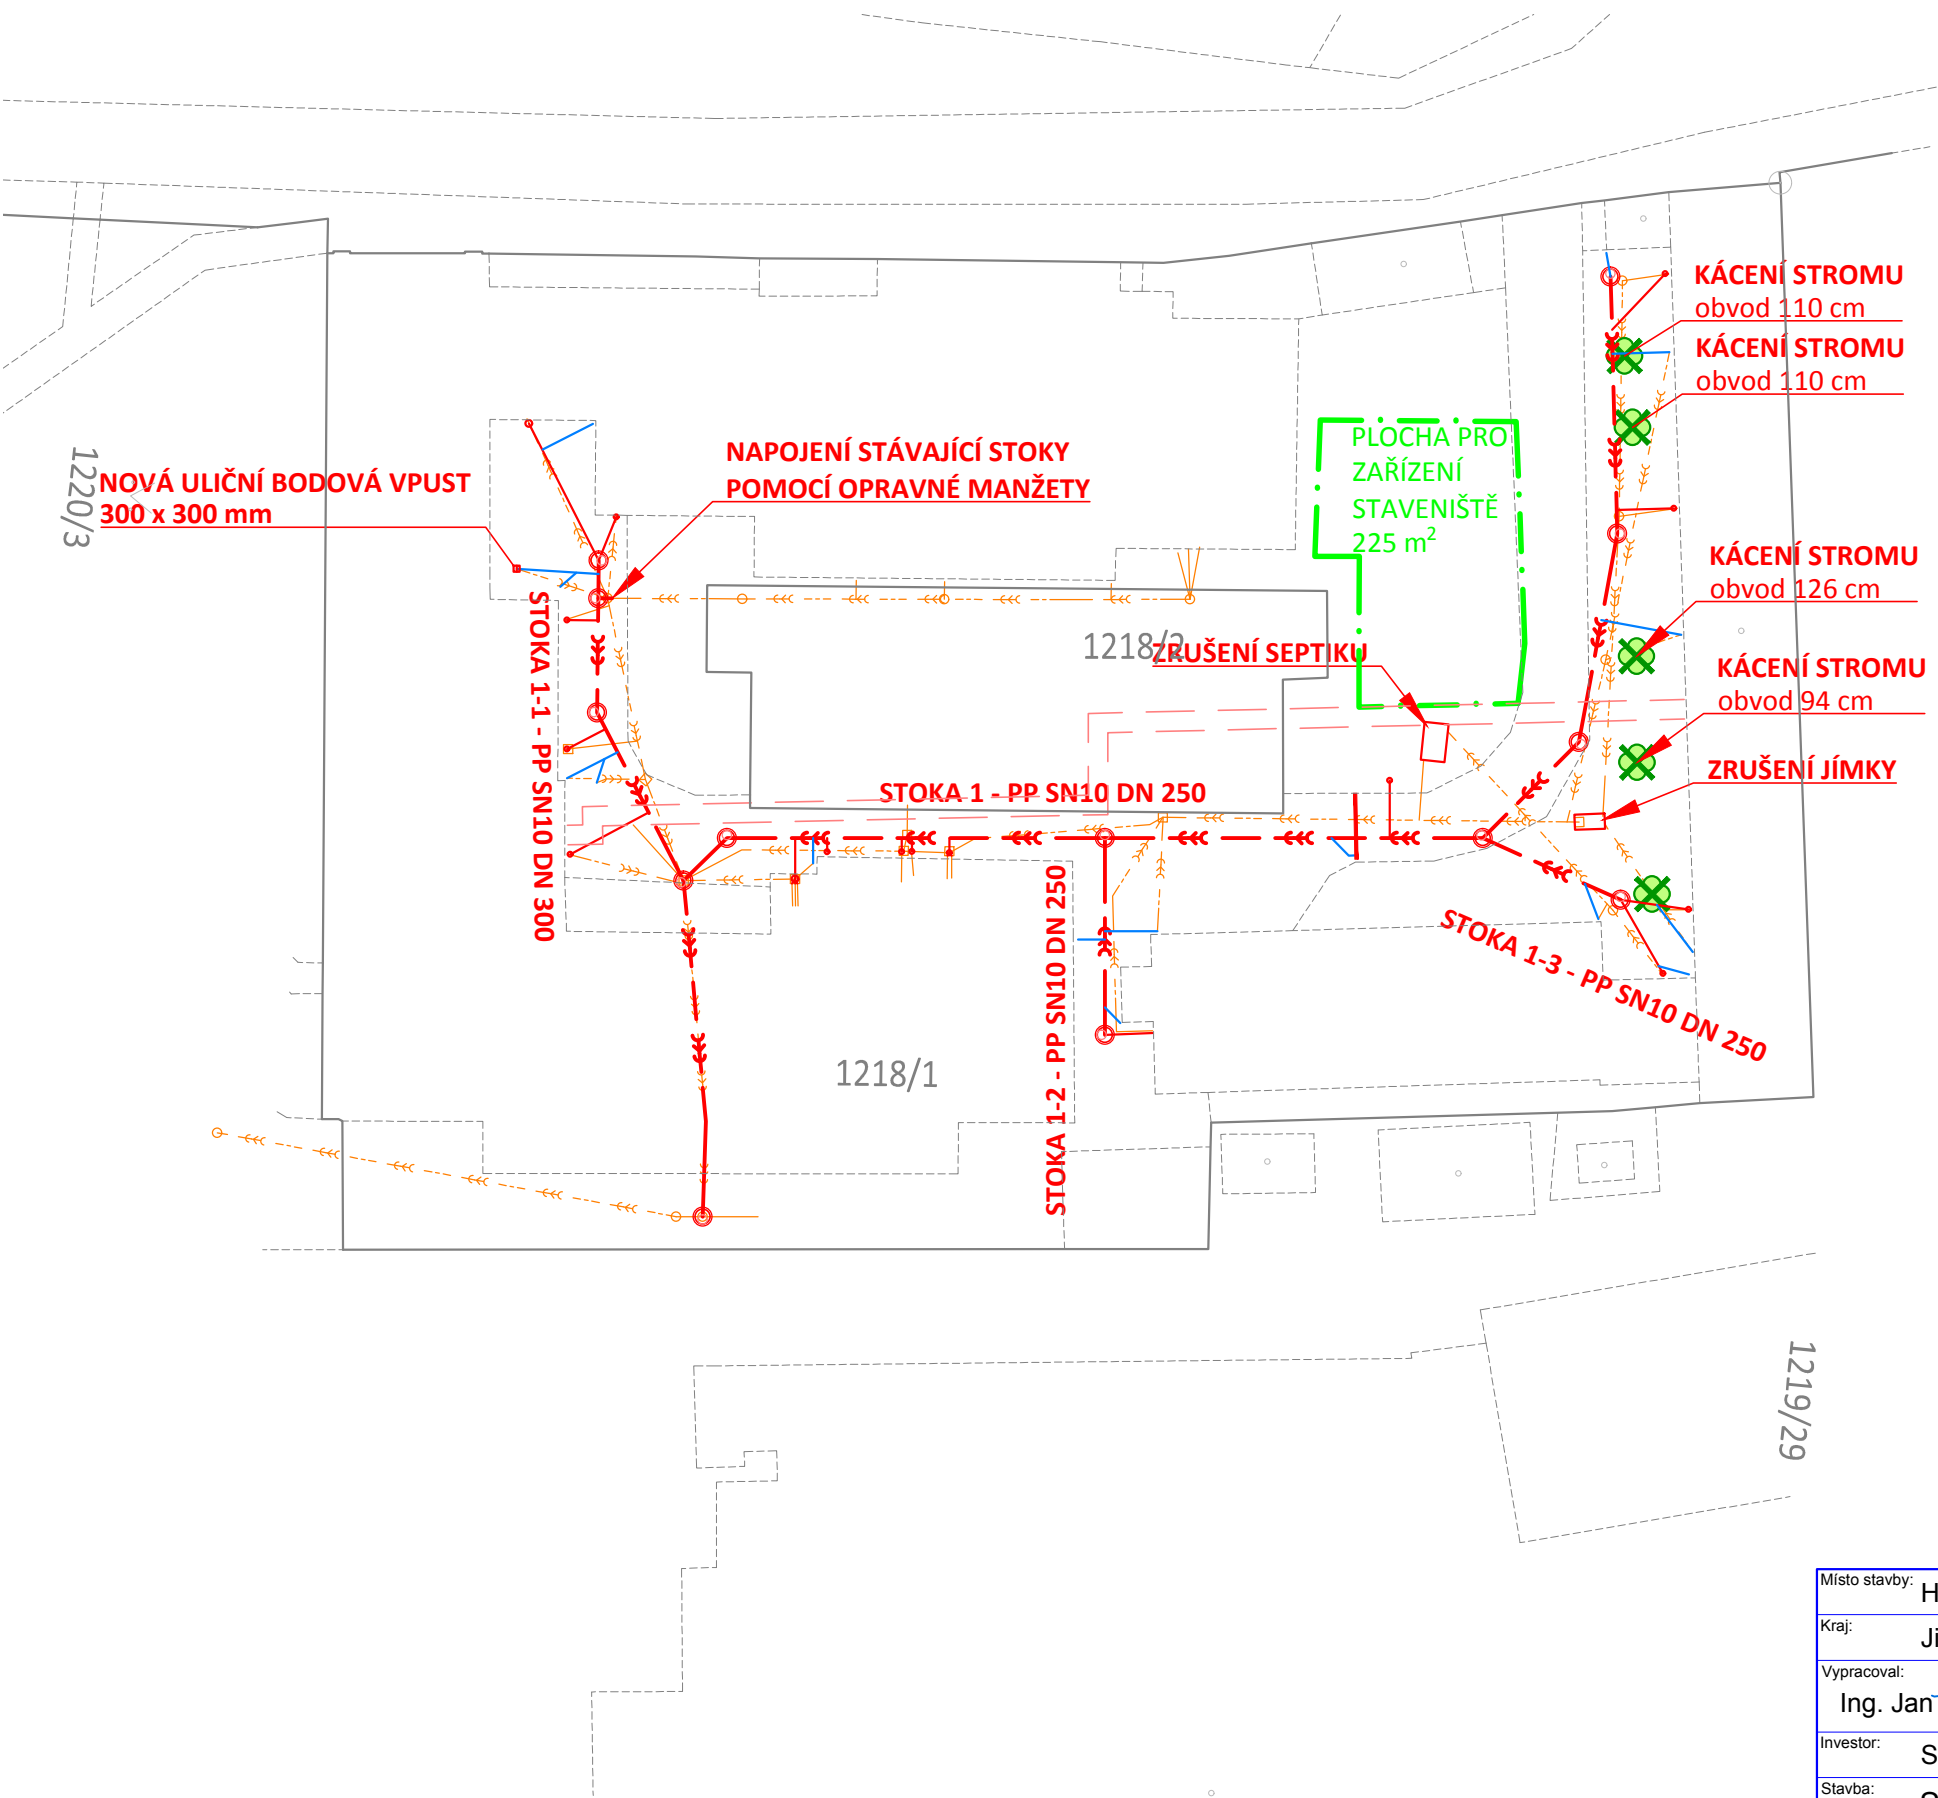 KÁCENÍ STROMU
obvod 110 cm
KÁCENÍ STROMU
obvod 110 cm
NAPOJENÍ STÁVAJÍCÍ STOKY
POMOCÍ OPRAVNÉ MANŽETY
PLOCHA PRO
ZAŘÍZENÍ
STAVENIŠTĚ
225 m²
1220/3
NOVÁ ULIČNÍ BODOVÁ VPUST
300 x 300 mm
KÁCENÍ STROMU
obvod 126 cm
1218/2
ZRUŠENÍ SEPTIKU
KÁCENÍ STROMU
obvod 94 cm
ZRUŠENÍ JÍMKY
STOKA 1-1 - PP SN10 DN 300
STOKA 1 - PP SN10 DN 250
STOKA 1-2 - PP SN10 DN 250
STOKA 1-3 - PP SN10 DN 250
1218/1
1219/29
Místo stavby: H
Kraj: Ji
Vypracoval:
Ing. Jan
Investor: S
Stavba: